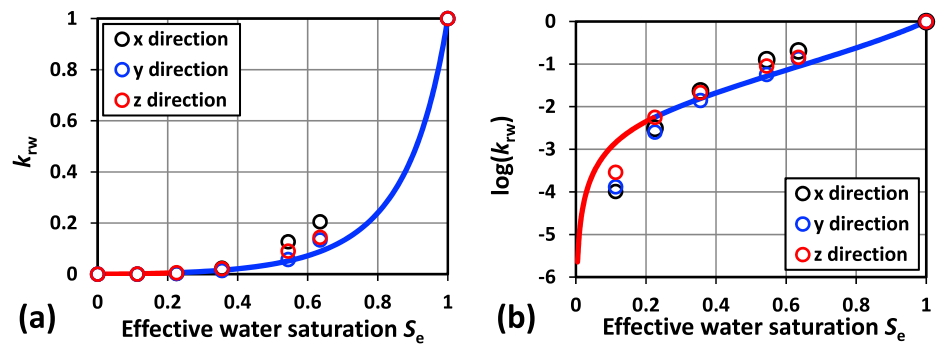 1
0.8
0.6
0.4
0.2
0
k_rw
x direction
y direction
z direction
0 0.2 0.4 0.6 0.8 1
(a)
Effective water saturation S_e
-0
-1
-2
-3
-4
-5
-6
log(k_rw)
x direction
y direction
z direction
0 0.2 0.4 0.6 0.8 1
(b)
Effective water saturation S_e